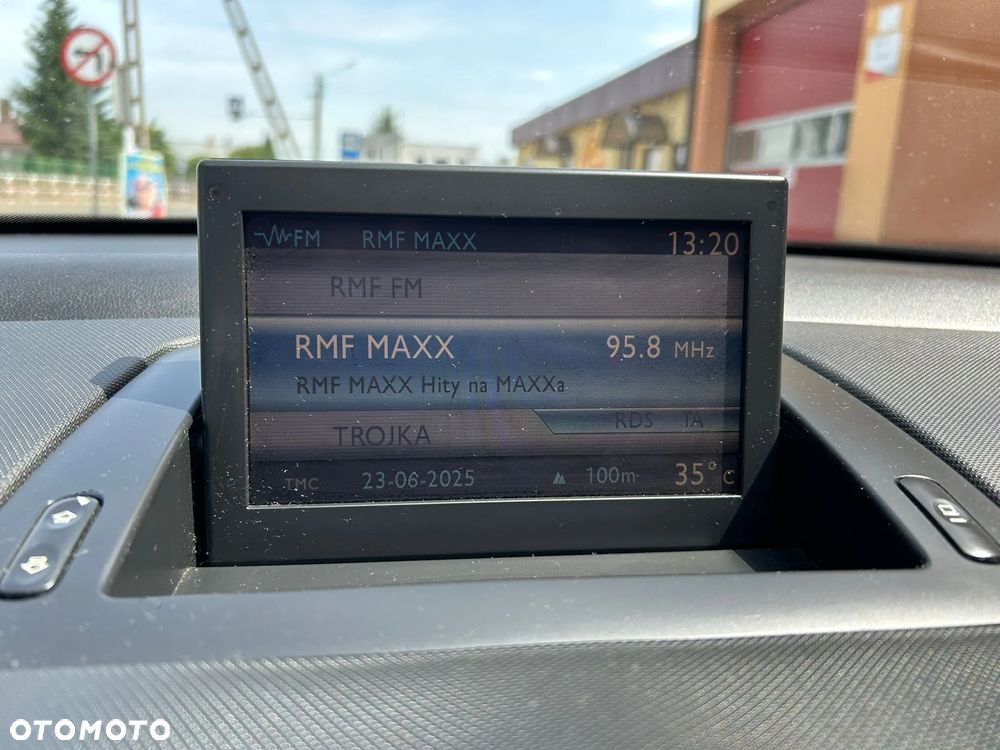 FM RMF MAXX 13:20
RMF FM
RMF MAXX 95.8 MHz
RMF MAXX Hity na MAXXa
RDS TA
TROJKA
TMC 23-06-2025 100m 35°C
OTOMOTO